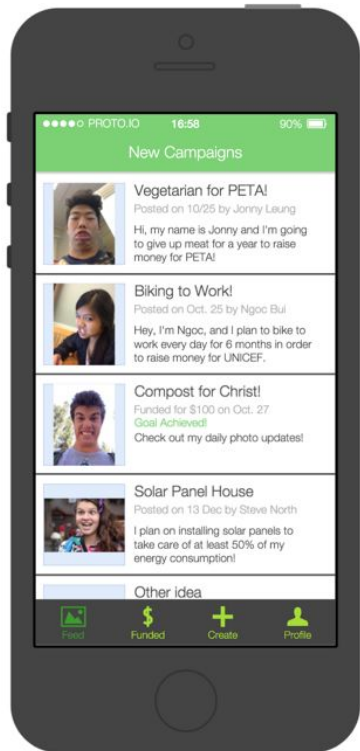 PROTO.IO 16:58 90%
New Campaigns
Vegetarian for PETA!
Posted on 10/25 by Jonny Leung
Hi, my name is Jonny and I'm going
to give up meat for a year to raise
money for PETA!
Biking to Work!
Posted on Oct. 25 by Ngoc Bui
Hey, I'm Ngoc, and I plan to bike to
work every day for 6 months in order
to raise money for UNICEF.
Compost for Christ!
Funded for $100 on Oct. 27
Goal Achieved!
Check out my daily photo updates!
Solar Panel House
Posted on 13 Dec by Steve North
I plan on installing solar panels to
take care of at least 50% of my
energy consumption!
Other idea
Feed Funded Create Profile